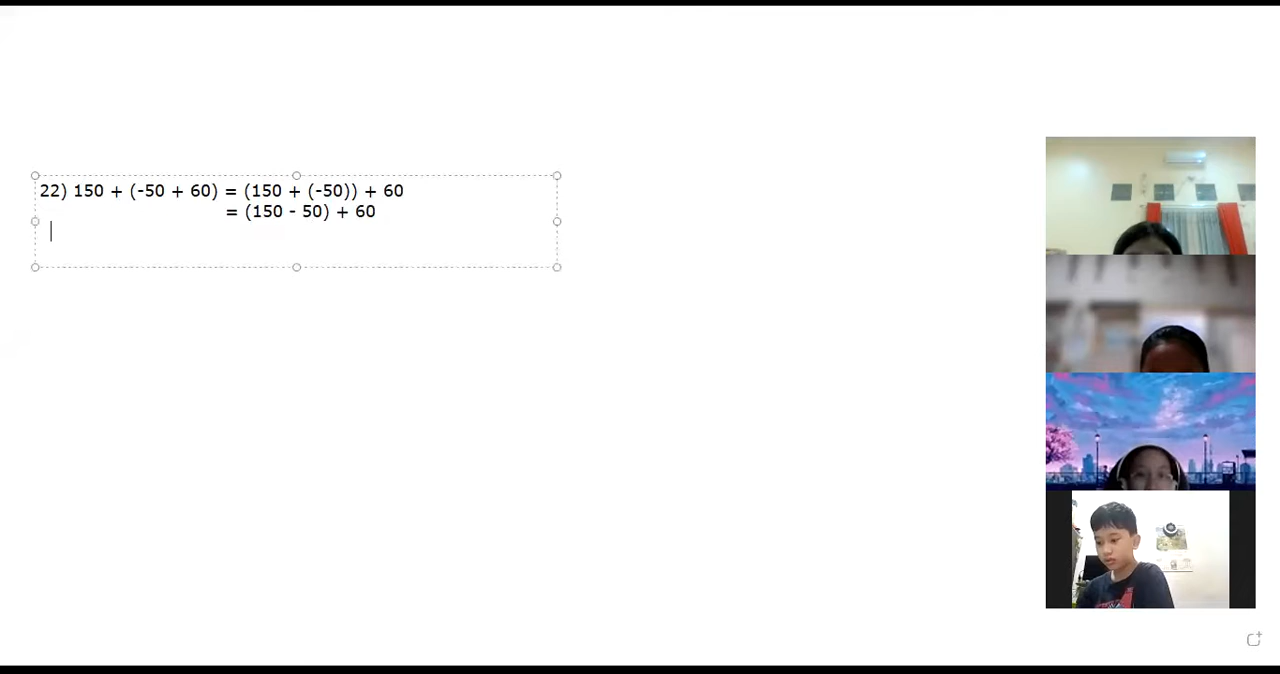 22) 150 + (-50 + 60) = (150 + (-50)) + 60
= (150 - 50) + 60